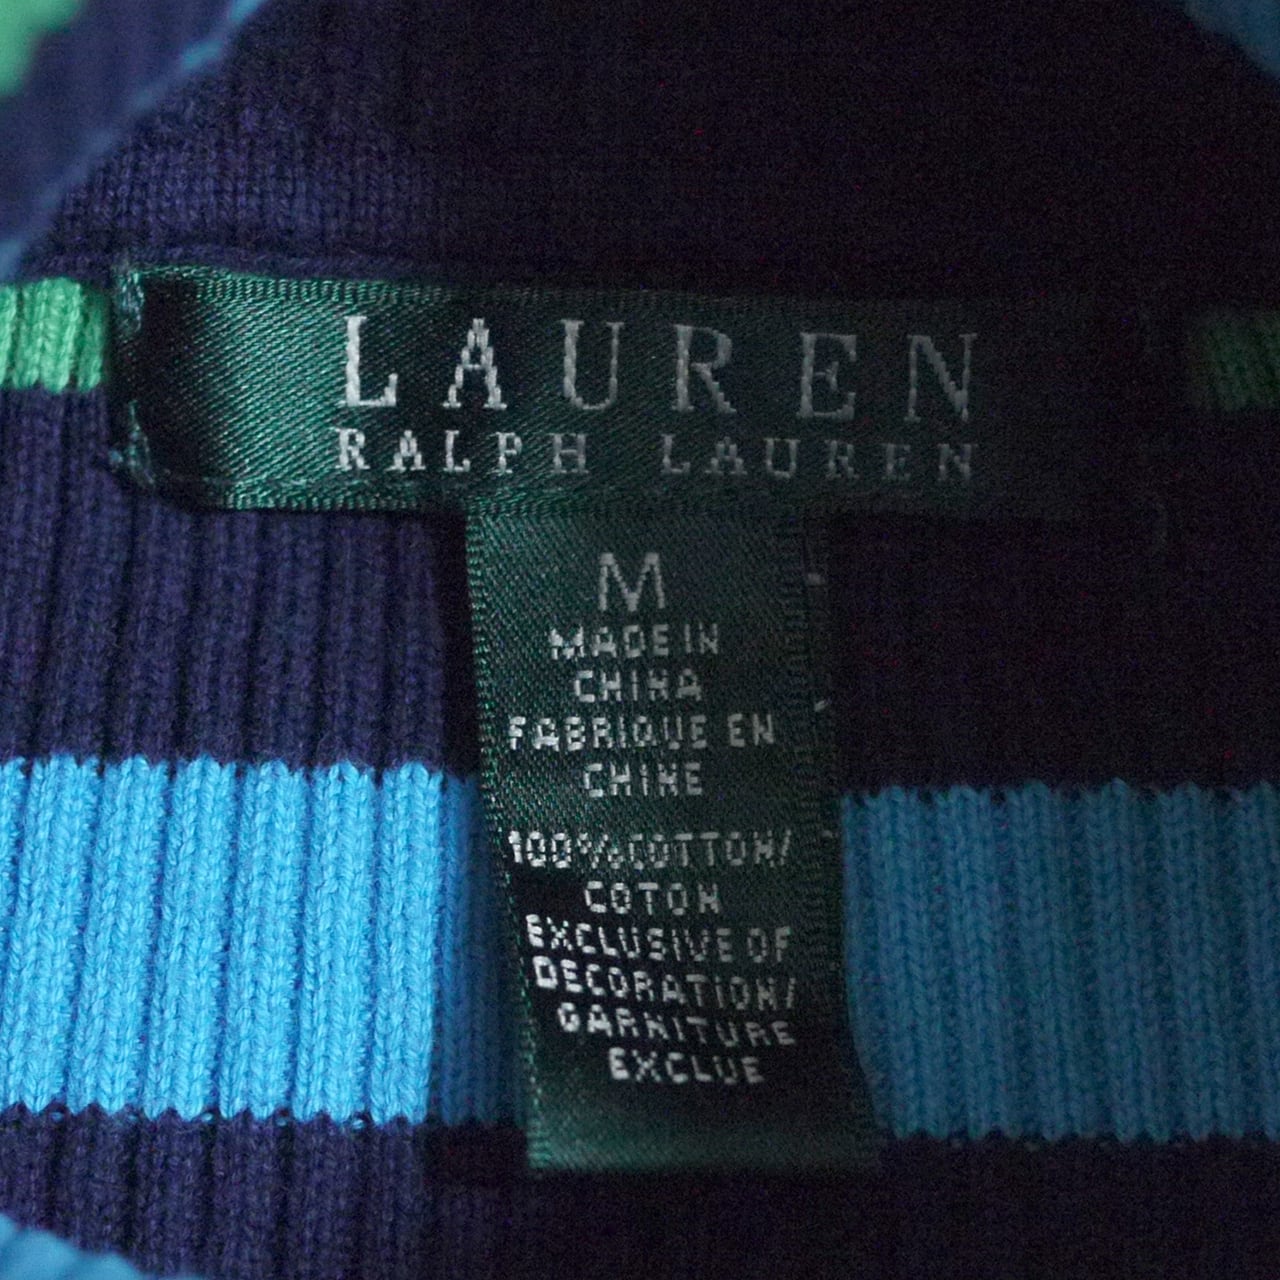 LAUREN
RALPH LAUREN
M
MADE IN
CHINA
FABRIQUE EN
CHINE
100% COTTON/
COTON
EXCLUSIVE OF
DECORATION/
GARNITURE
EXCLUE